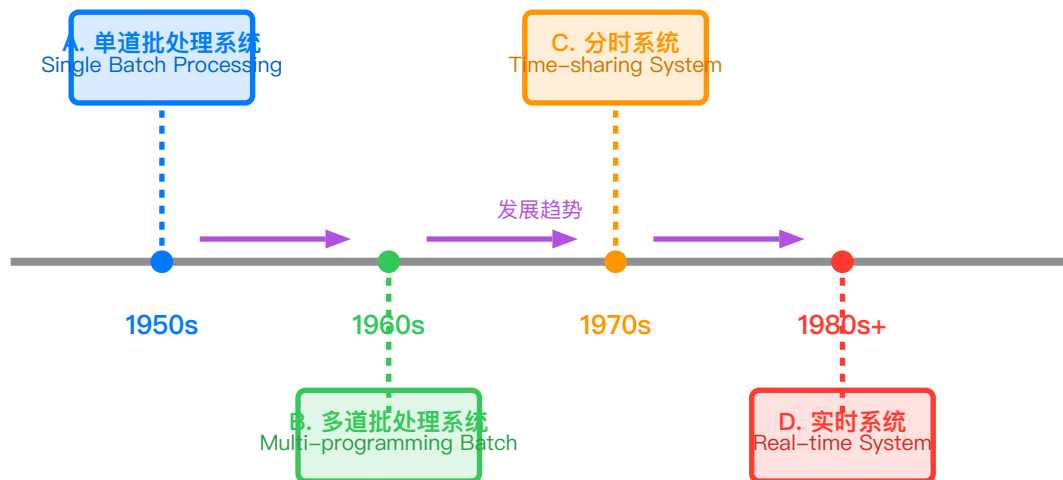 A. 单道批处理系统
Single Batch Processing
C. 分时系统
Time-sharing System
发展趋势
1950s
1960s
1970s
1980s+
B. 多道批处理系统
Multi-programming Batch
D. 实时系统
Real-time System